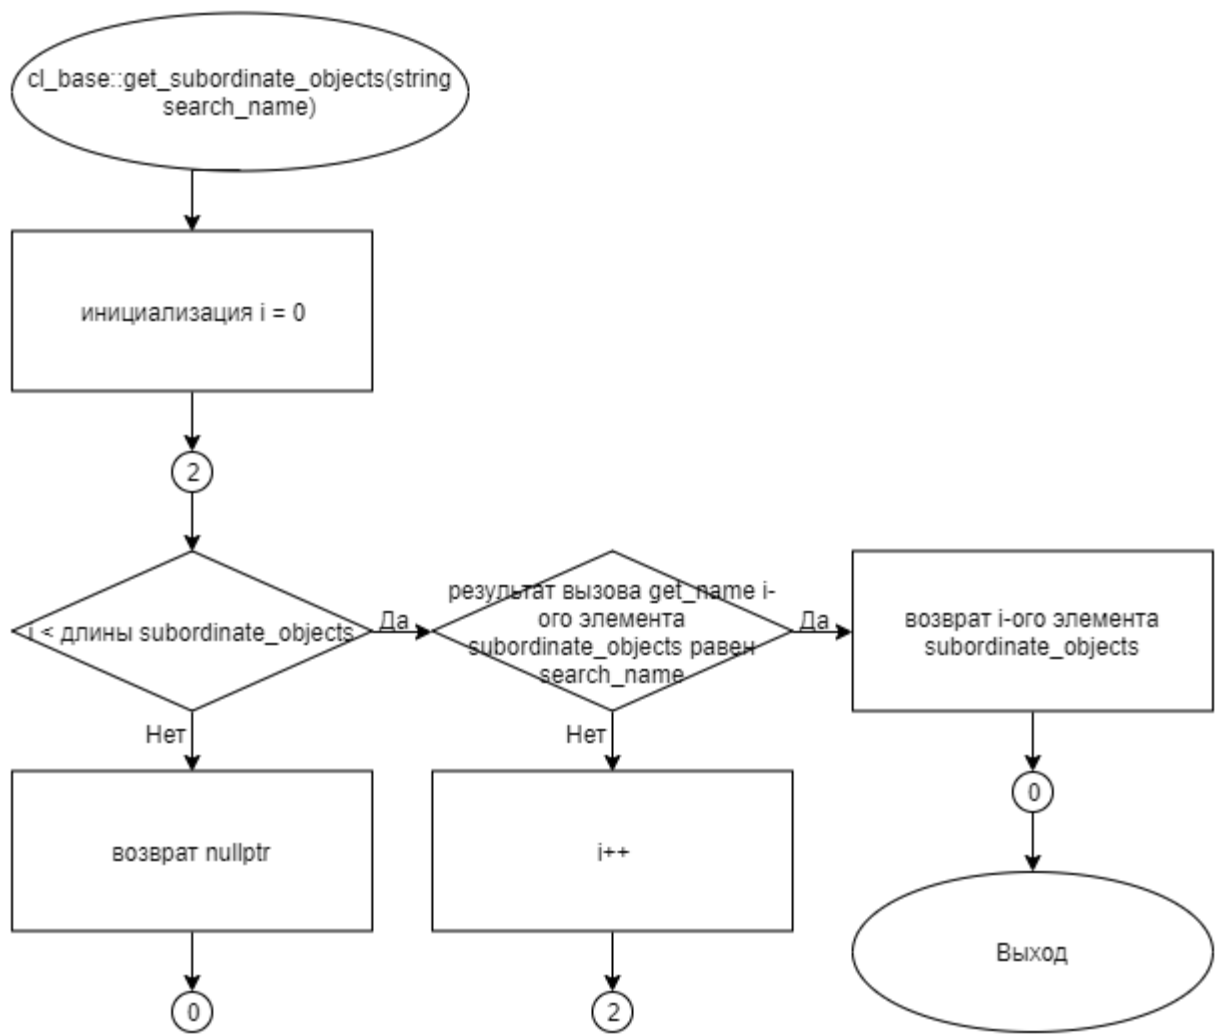 cl_base::get_subordinate_objects(string
search_name)
инициализация i = 0
2
i < длины subordinate_objects
Да
результат вызова get_name i-
ого элемента
subordinate_objects равен
search_name
Да
возврат i-ого элемента
subordinate_objects
Нет
Нет
возврат nullptr
i++
0
Выход
0
2